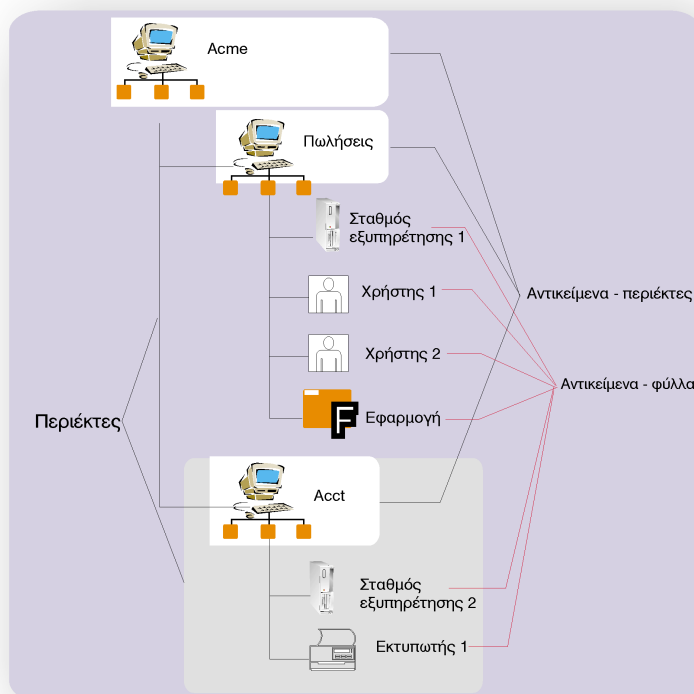 Acme
Πωλήσεις
Σταθμός
εξυπηρέτησης 1
Χρήστης 1
Αντικείμενα - περιέκτες
Χρήστης 2
Αντικείμενα - φύλλα
F
Εφαρμογή
Περιέκτες
Acct
Σταθμός
εξυπηρέτησης 2
Εκτυπωτής 1